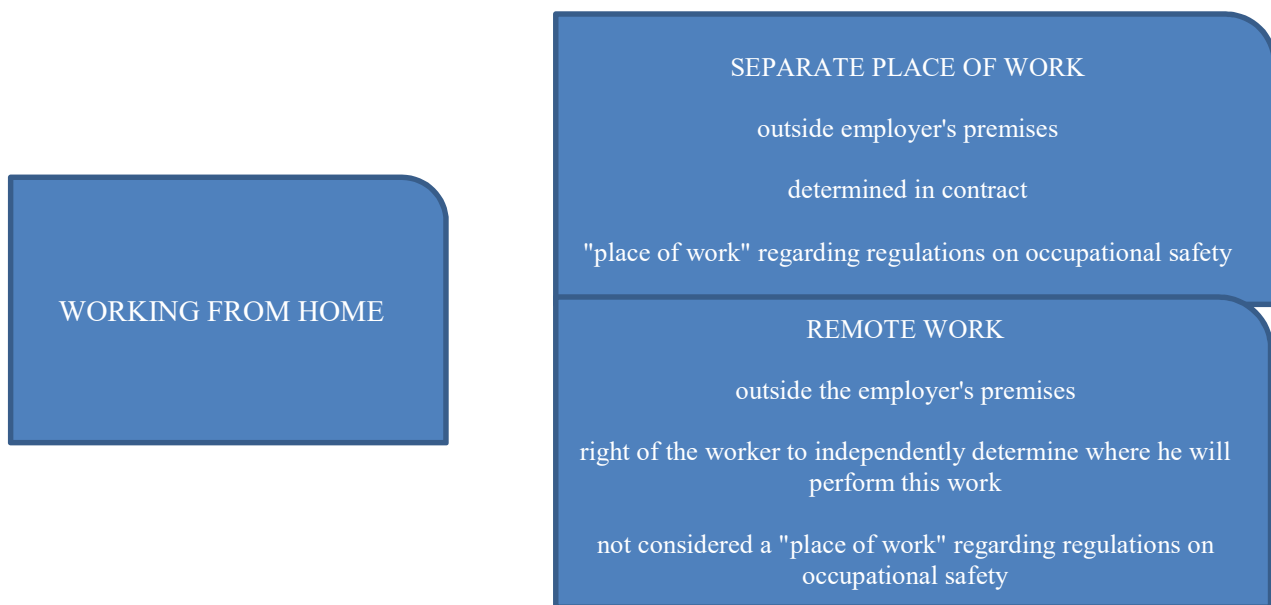 WORKING FROM HOME
SEPARATE PLACE OF WORK
outside employer's premises
determined in contract
"place of work" regarding regulations on occupational safety
REMOTE WORK
outside the employer's premises
right of the worker to independently determine where he will
perform this work
not considered a "place of work" regarding regulations on
occupational safety